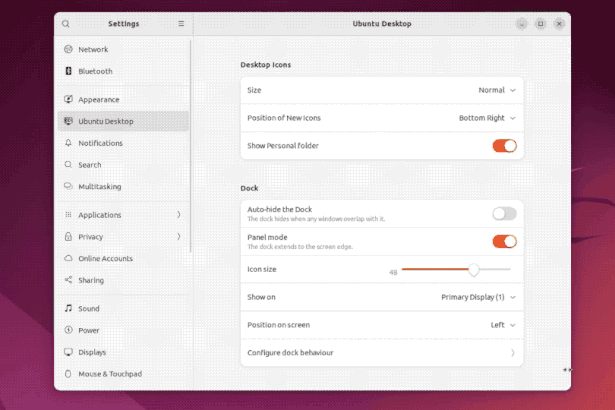 Settings
Ubuntu Desktop
Network
Bluetooth
Appearance
Ubuntu Desktop
Notifications
Search
Multitasking
Applications
Privacy
Online Accounts
Sharing
Sound
Power
Displays
Mouse & Touchpad
Desktop Icons
Size Normal
Position of New Icons Bottom Right
Show Personal folder
Dock
Auto-hide the Dock
The dock hides when any windows overlap with it.
Panel mode
The dock extends to the screen edge.
Icon size 48
Show on Primary Display (1)
Position on screen Left
Configure dock behaviour